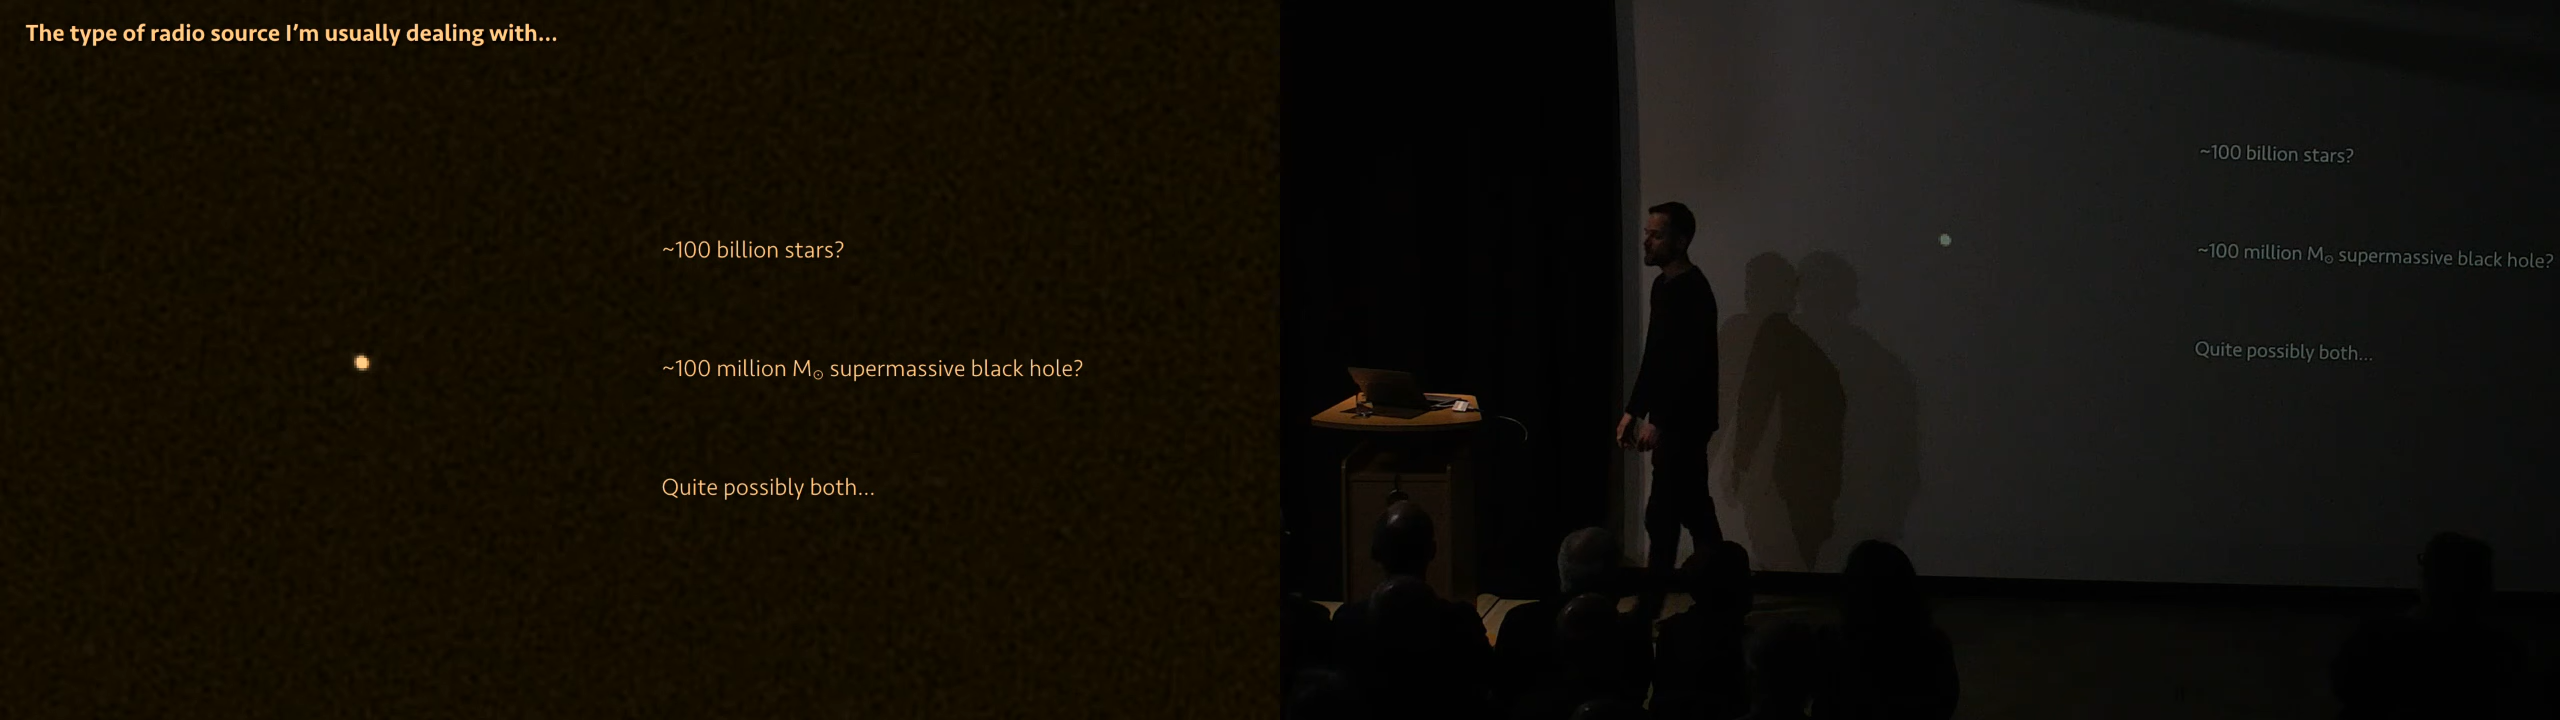 The type of radio source I'm usually dealing with...
~100 billion stars?
~100 million M☉ supermassive black hole?
Quite possibly both...
~100 billion stars?
~100 million M☉ supermassive black hole?
Quite possibly both...